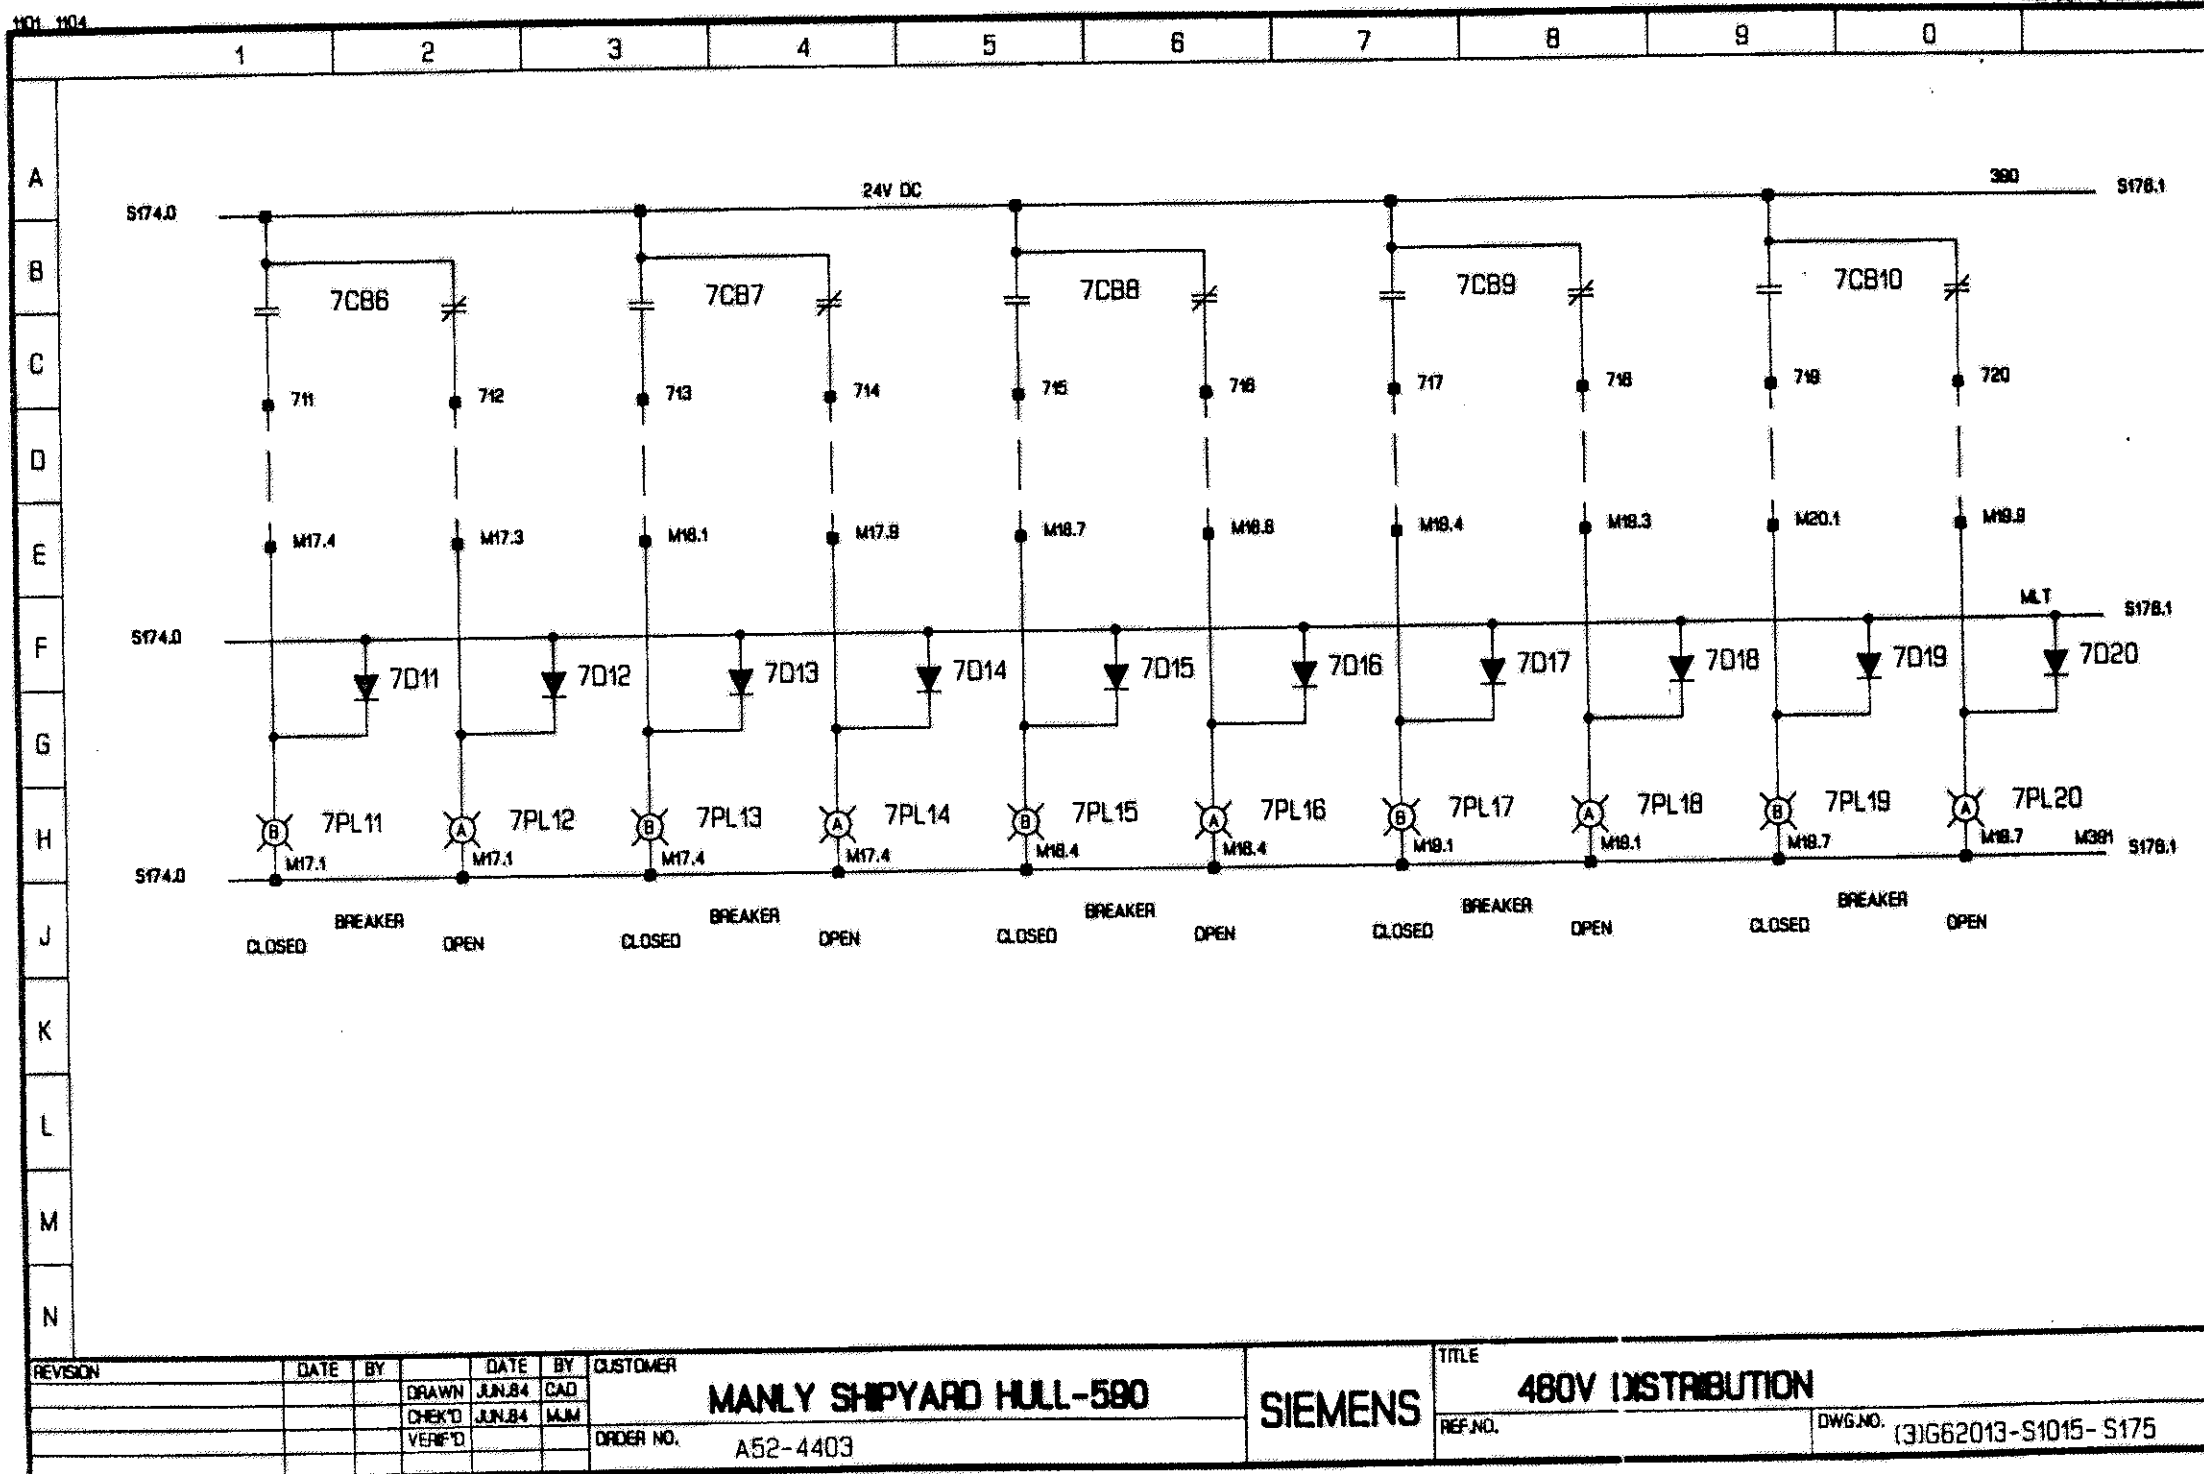 1101 1104
1 2 3 4 5 6 7 8 9 0
A
24V DC
390
S174.0
S176.1
B
7CB6 7CB7 7CB8 7CB9 7CB10
C
711 712 713 714 715 716 717 718 719 720
D
M17.4 M17.3 M18.1 M17.8 M18.7 M18.6 M19.4 M19.3 M20.1 M19.9
E
MLT
S174.0
S176.1
F
7D11 7D12 7D13 7D14 7D15 7D16 7D17 7D18 7D19 7D20
G
7PL11 7PL12 7PL13 7PL14 7PL15 7PL16 7PL17 7PL18 7PL19 7PL20
B A B A B A B A B A
H
M17.1 M17.1 M17.4 M17.4 M18.4 M18.4 M19.1 M19.1 M19.7 M19.7
M391
S174.0
S176.1
BREAKER BREAKER BREAKER BREAKER BREAKER
J
CLOSED OPEN CLOSED OPEN CLOSED OPEN CLOSED OPEN CLOSED OPEN
K
L
M
N
REVISION DATE BY DATE BY
DRAWN JUN.84 CAD
CHEK'D JUN.84 MJM
VERIF'D
CUSTOMER
MANLY SHIPYARD HULL-590
ORDER NO. A52-4403
SIEMENS
TITLE
480V DISTRIBUTION
REF.NO.
DWG.NO. (3)G62013-S1015-S175